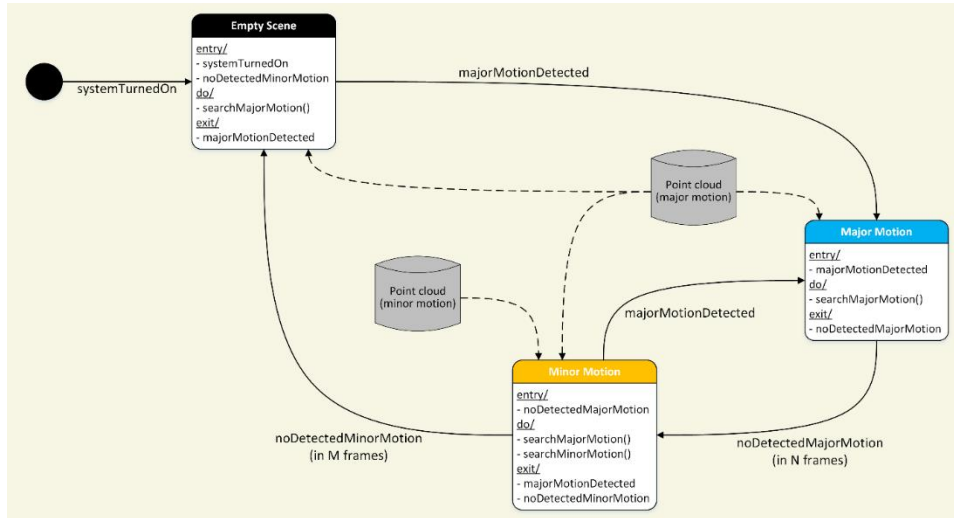 Empty Scene
entry/
- systemTurnedOn
- noDetectedMinorMotion
do/
- searchMajorMotion()
exit/
- majorMotionDetected
systemTurnedOn
majorMotionDetected
Point cloud
(major motion)
Major Motion
entry/
- majorMotionDetected
do/
- searchMajorMotion()
exit/
- noDetectedMajorMotion
Point cloud
(minor motion)
majorMotionDetected
Minor Motion
entry/
- noDetectedMajorMotion
do/
- searchMajorMotion()
- searchMinorMotion()
exit/
- majorMotionDetected
- noDetectedMinorMotion
noDetectedMinorMotion
(in M frames)
noDetectedMajorMotion
(in N frames)